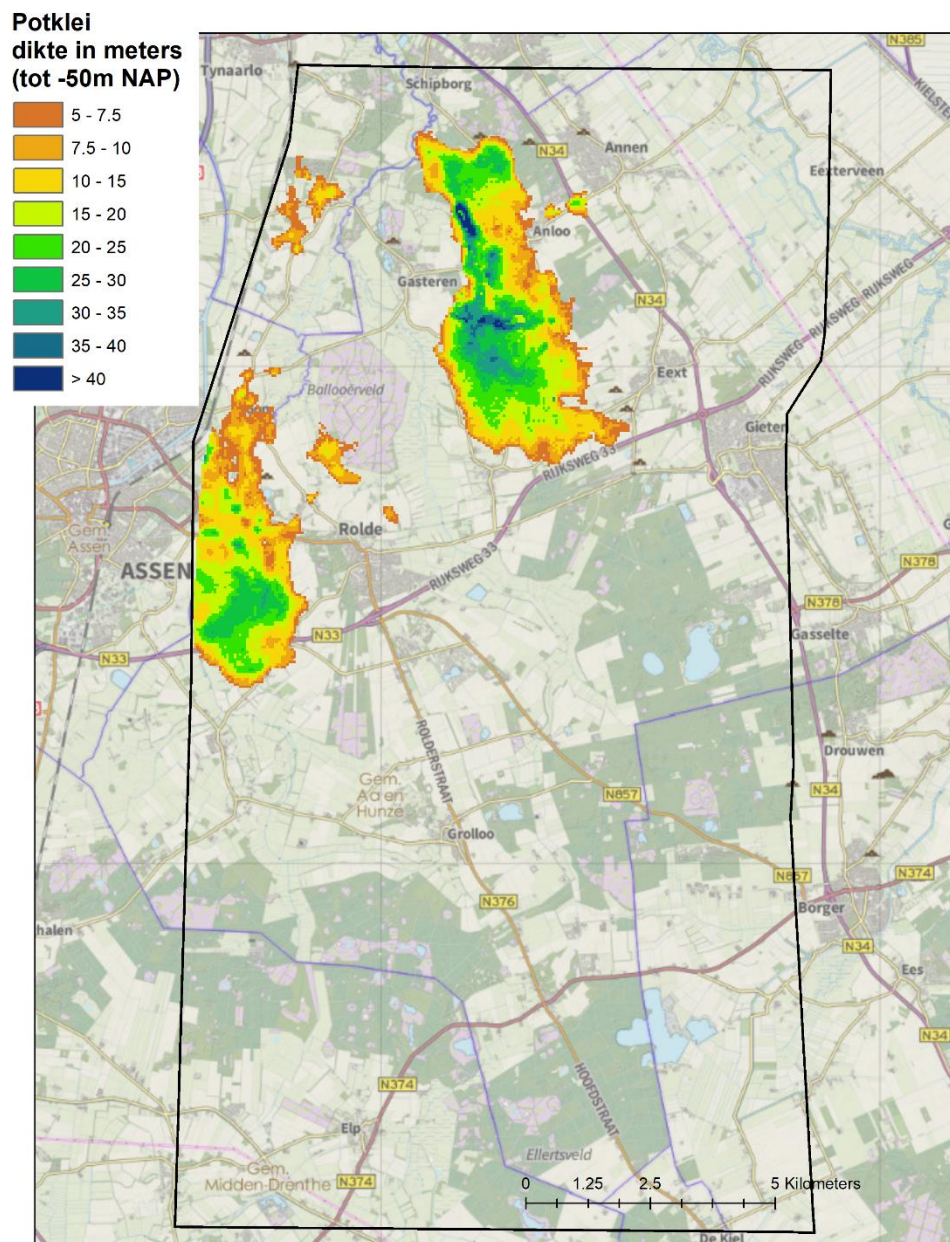 Potklei
dikte in meters
(tot -50m NAP)
5 - 7.5
7.5 - 10
10 - 15
15 - 20
20 - 25
25 - 30
30 - 35
35 - 40
> 40
N385
Tynaarlo
Schipborg
KIELSTE
N34
Annen
Eexterveen
Anloo
Gasteren
N34
RIJKSWEG
RIJKSWEG
RIJKSWEG
Eext
Ballooërveld
Gieten
RIJKSWEG 33
Gem.
Assen
Rolde
ASSEN
RIJKSWEG 33
N378
N378
N33
N33
Gasselte
ROLDERSTRAAT
Drouwen
Gem.
Aa en
Hunze
N857
N34
Grolloo
N857
N374
N376
Borger
halen
N34
Ees
N34
N374
HOOFDSTRAAT
Elp
Ellertsveld
Gem.
Midden-Drenthe
N374
0 1.25 2.5 5 Kilometers
De Kiel